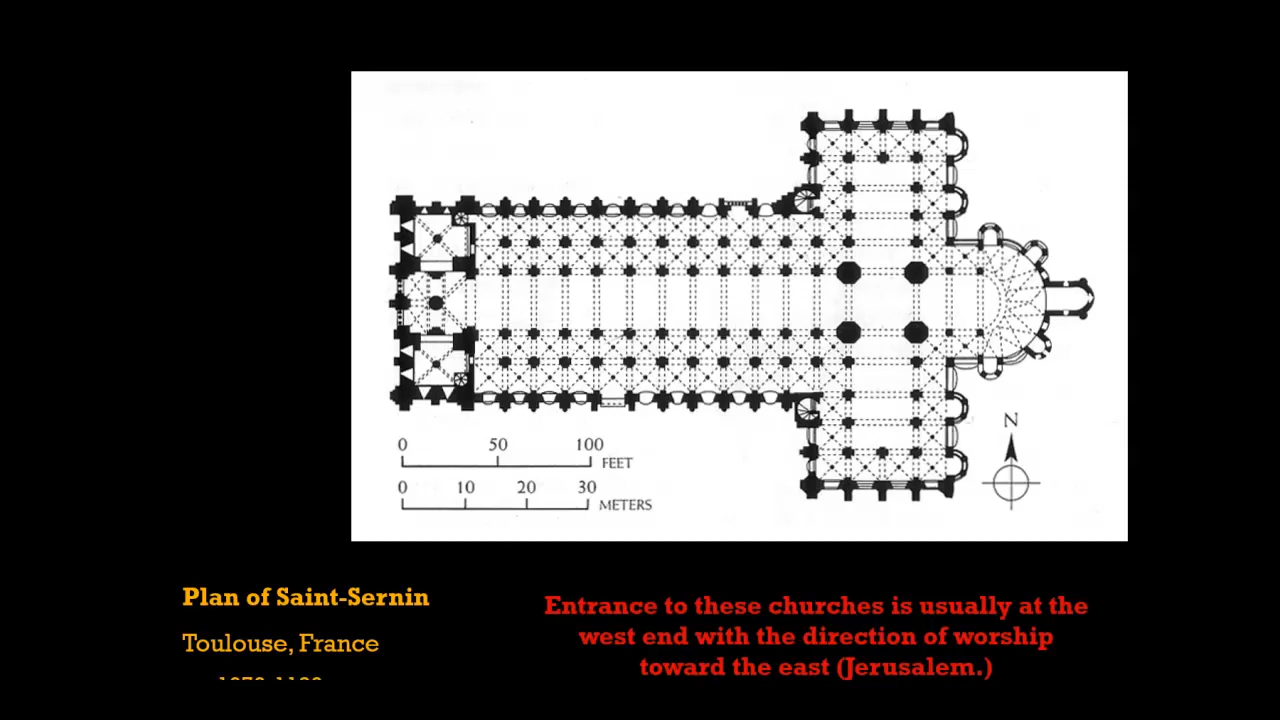 N
0 50 100
FEET
0 10 20 30
METERS
Plan of Saint-Sernin
Toulouse, France
Entrance to these churches is usually at the
west end with the direction of worship
toward the east (Jerusalem.)